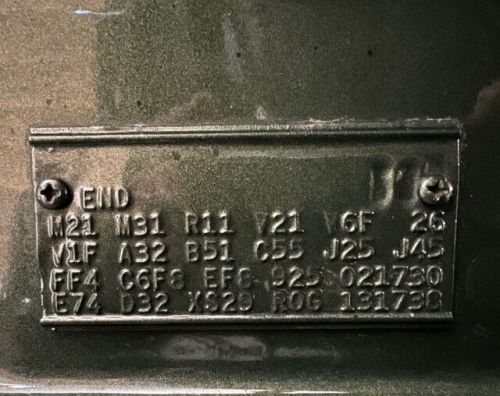 END
M21 M31 R11 V21 V6F 26
V1F A32 B51 C55 J25 J45
FF4 C6F8 EF8 925 021730
E74 D32 XS29 R0G 131738